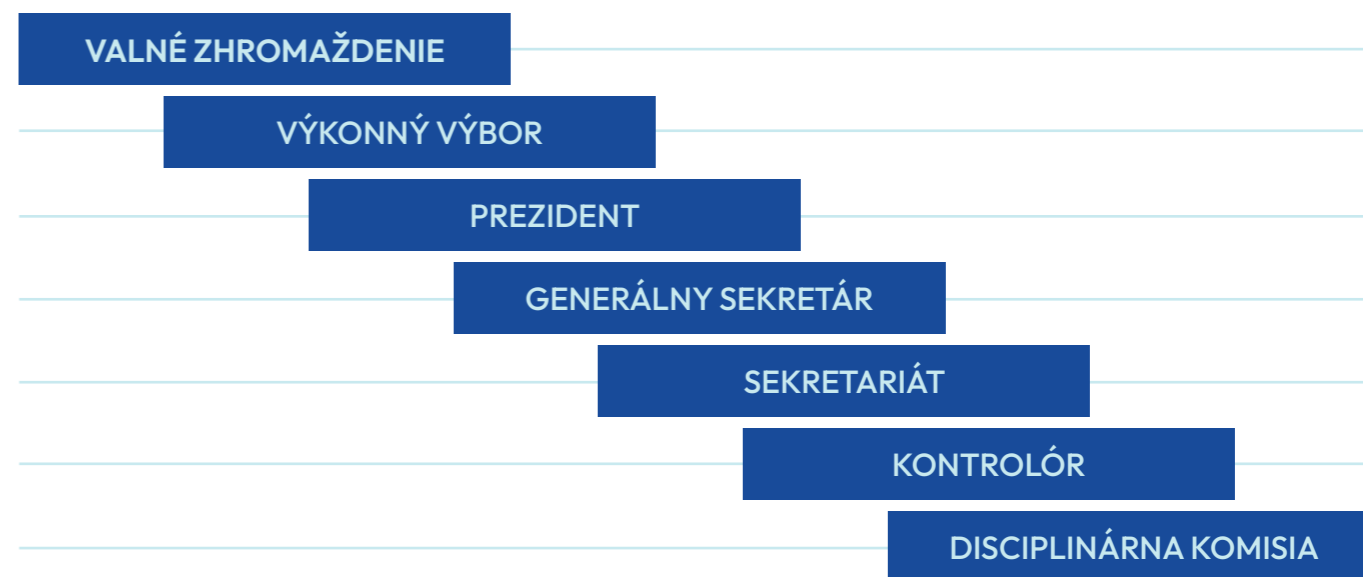 VALNÉ ZHROMAŽDENIE
VÝKONNÝ VÝBOR
PREZIDENT
GENERÁLNY SEKRETÁR
SEKRETARIÁT
KONTROLÓR
DISCIPLINÁRNA KOMISIA